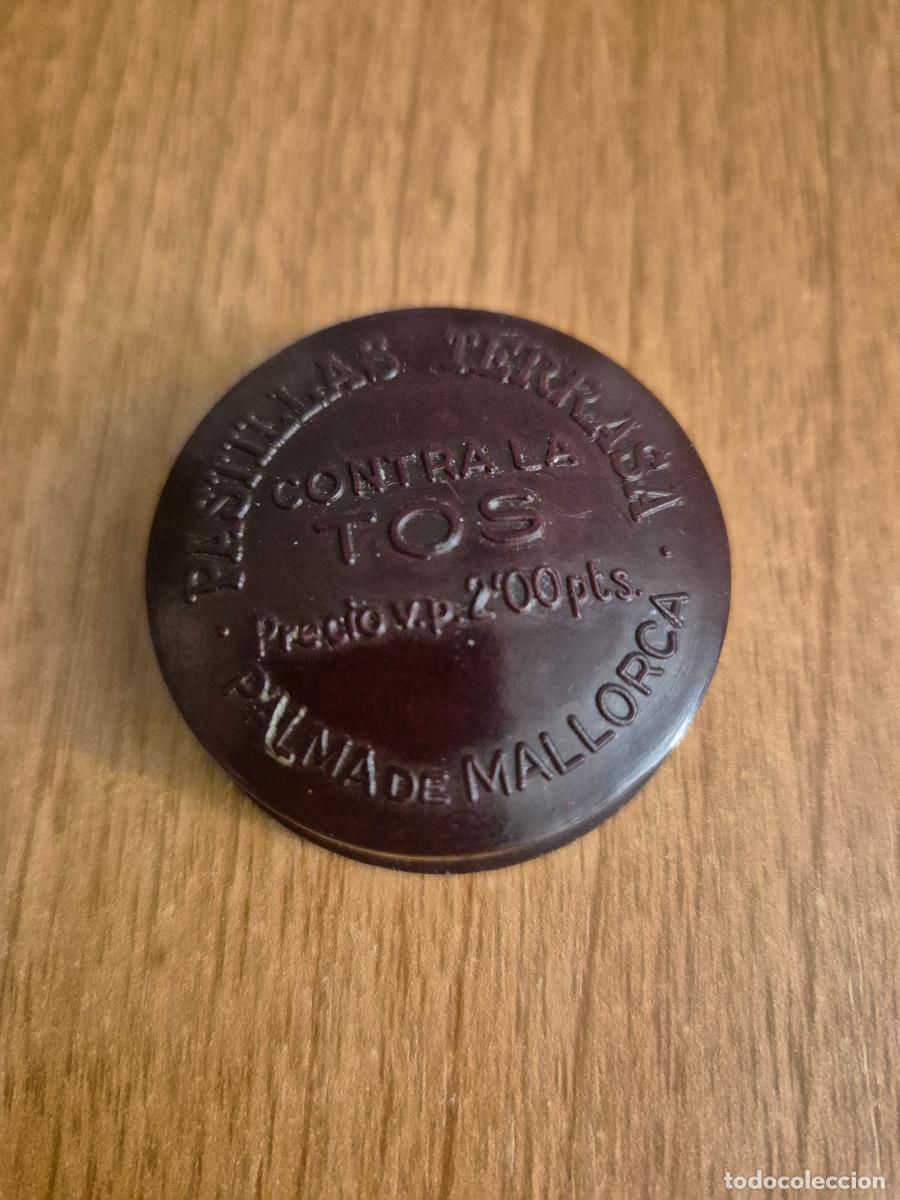 PASTILLAS TERRASA
CONTRA LA
TOS
Precio v.p. 2'00 pts.
· PALMA DE MALLORCA ·
todocoleccion